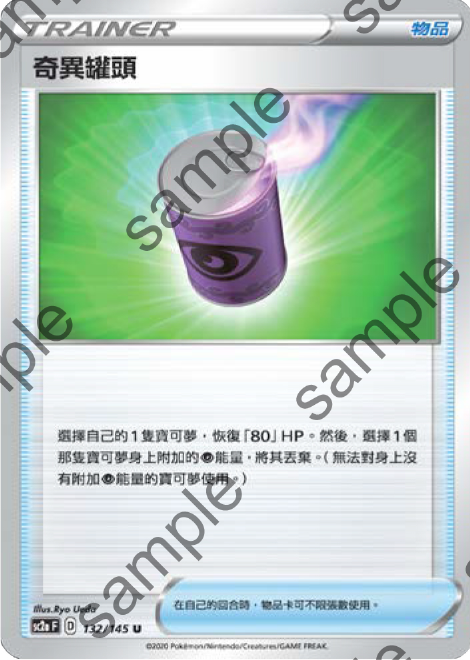 TRAINER
物品
奇異罐頭
sample
sample
sample
sample
sample
選擇自己的1隻寶可夢,恢復「80」HP。然後,選擇1個
那隻寶可夢身上附加的能量,將其丟棄。(無法對身上沒
有附加能量的寶可夢使用。)
sample
sample
Illus.Ryo Ueda
在自己的回合時,物品卡可不限張數使用。
sc2a F D 132/145 U
©2020 Pokémon/Nintendo/Creatures/GAME FREAK.